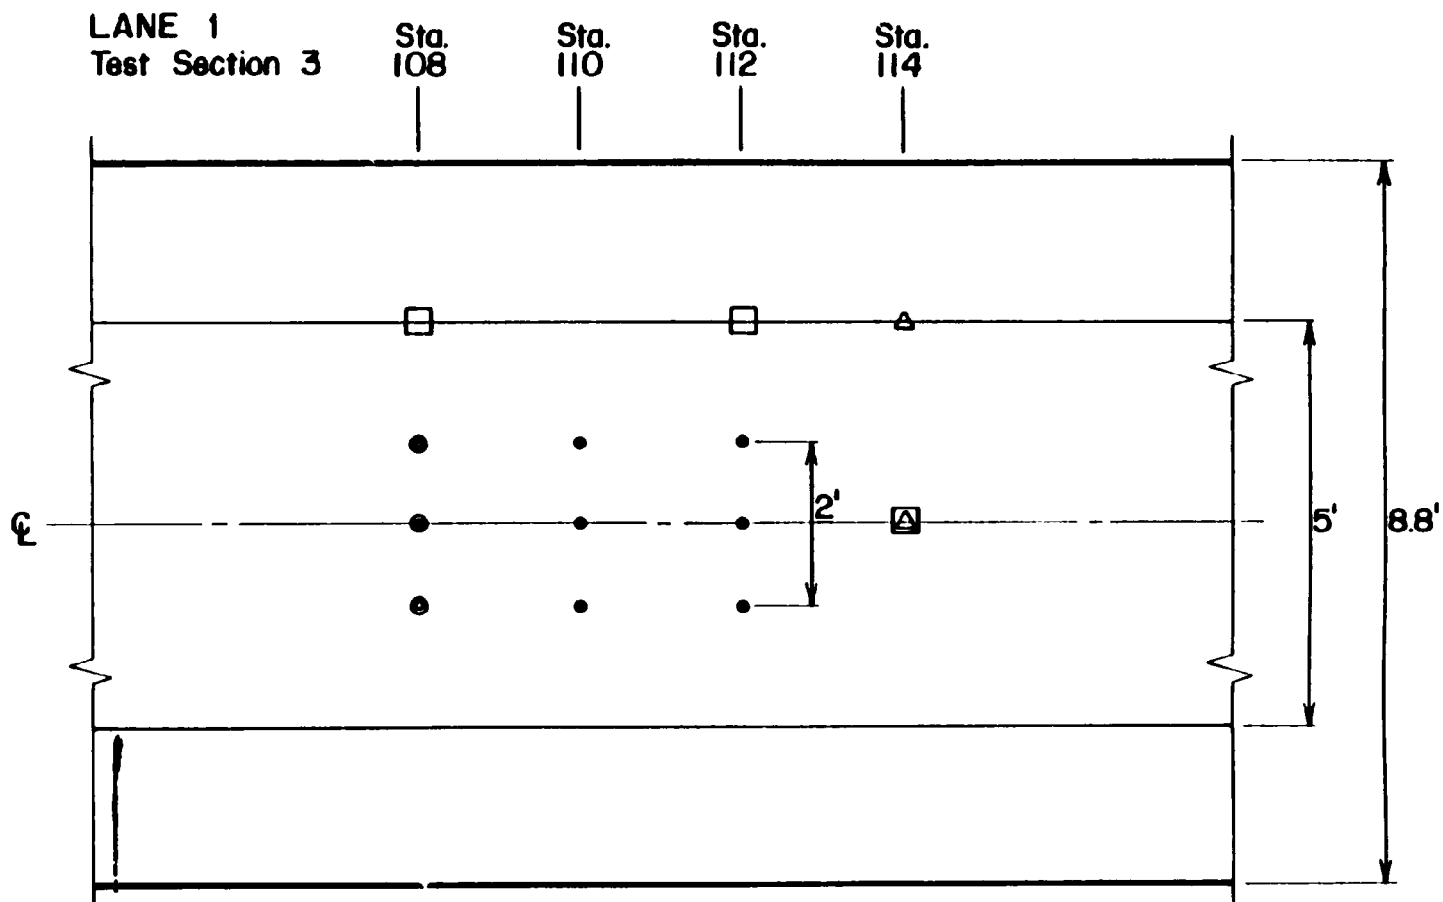 LANE 1
Test Section 3
Sta.
108
Sta.
110
Sta.
112
Sta.
114
℄
2'
5'
8.8'